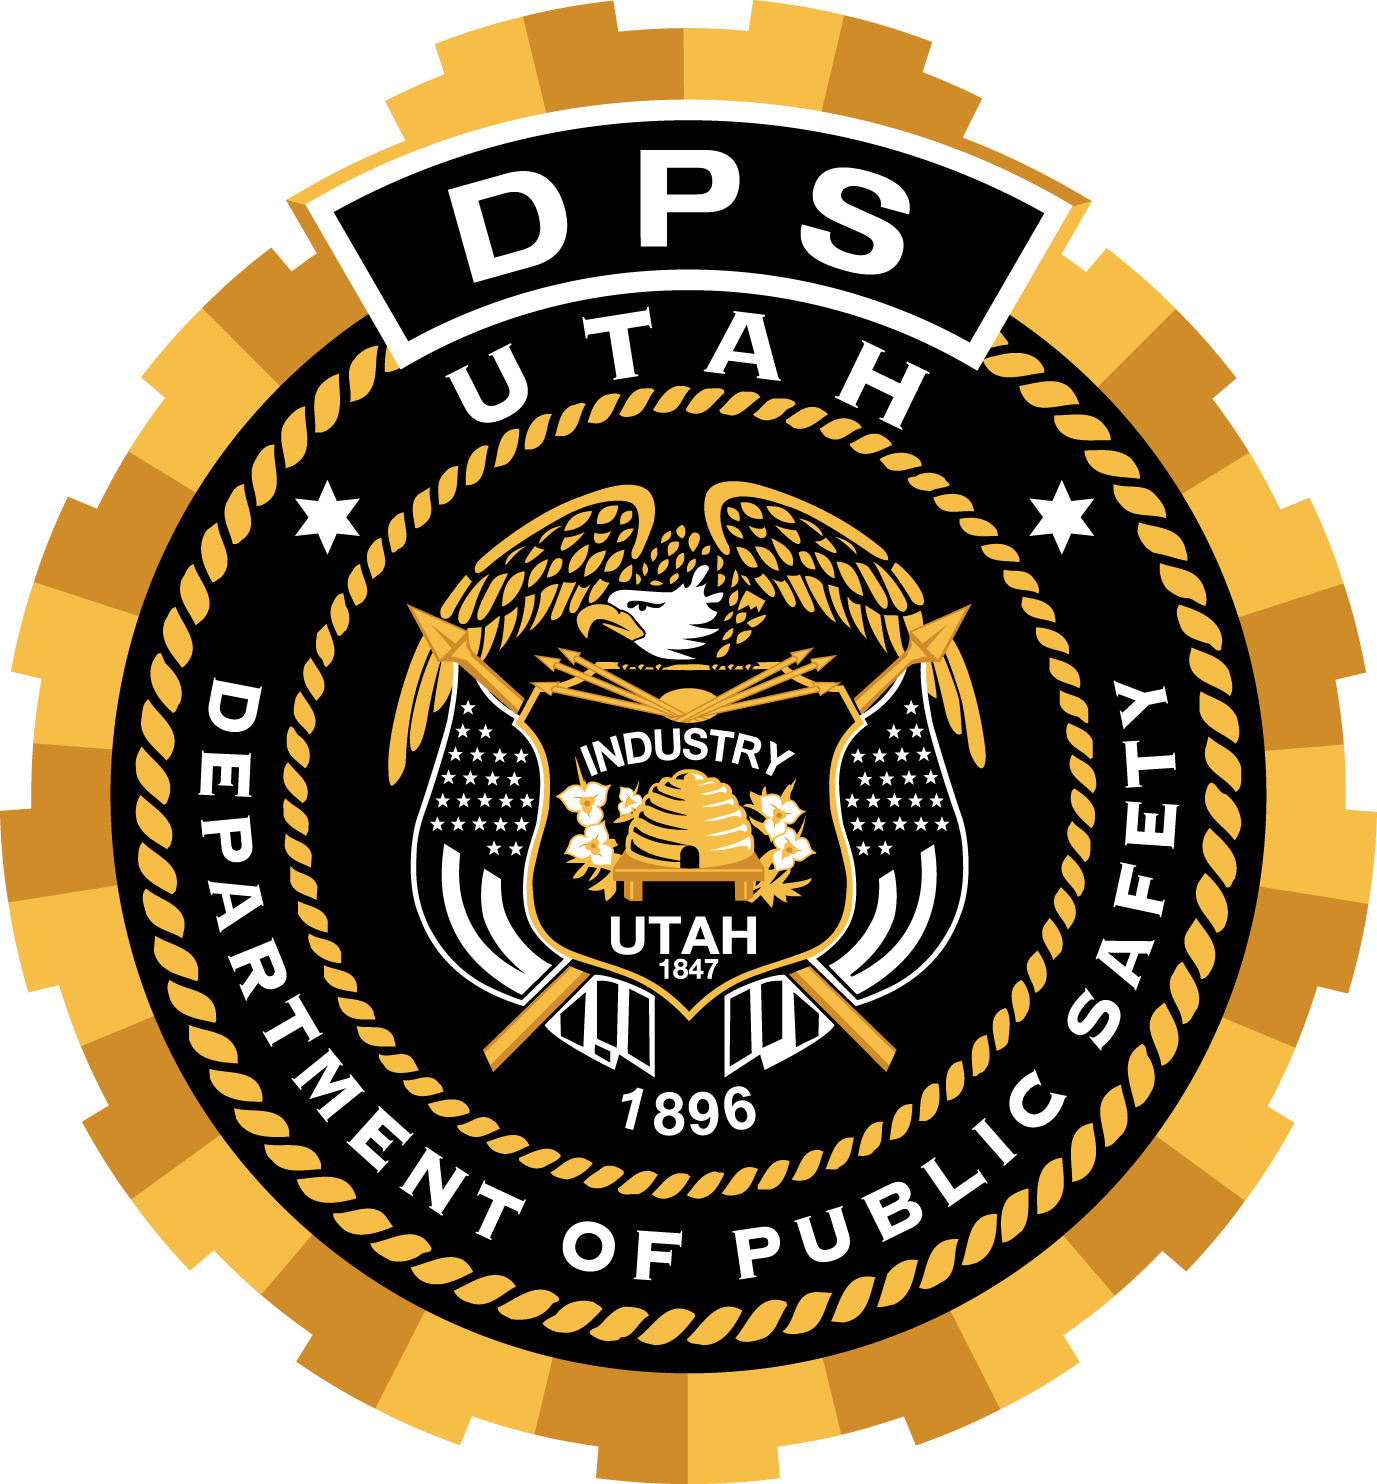 DPS
UTAH
INDUSTRY
UTAH
1847
1896
DEPARTMENT OF PUBLIC SAFETY